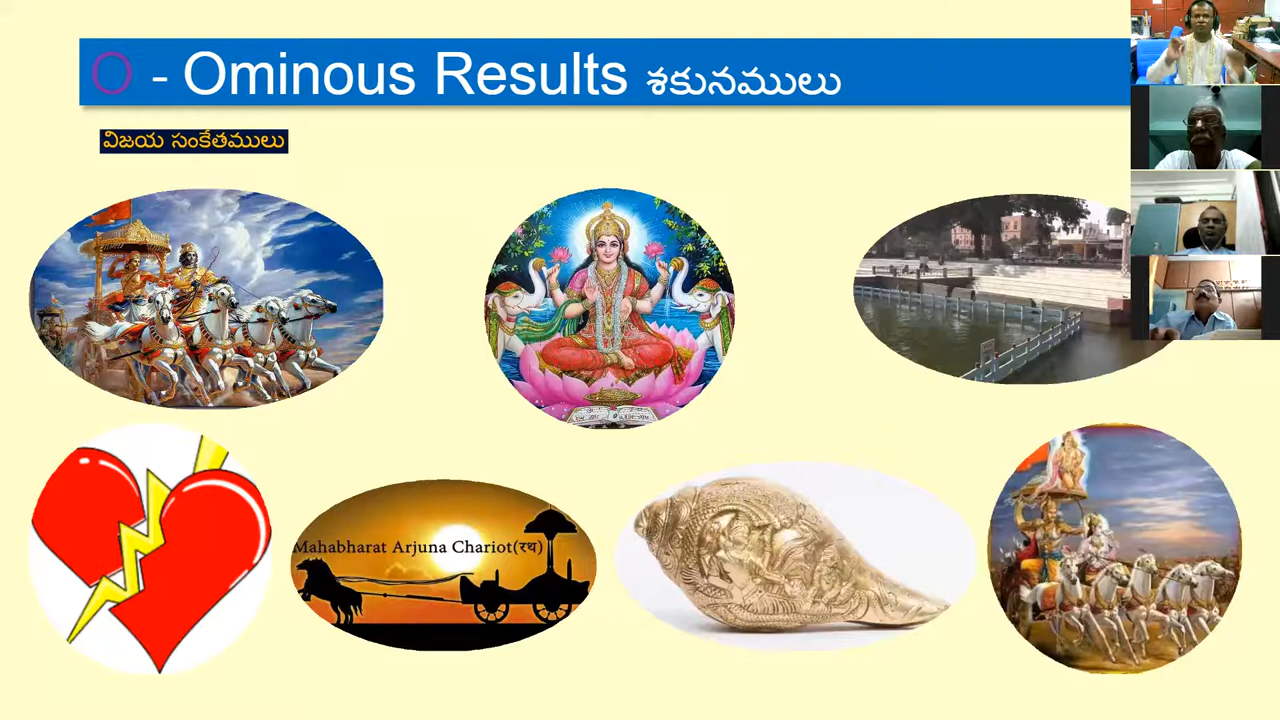 O - Ominous Results శకునములు
విజయ సంకేతములు
Mahabharat Arjuna Chariot(रथ)